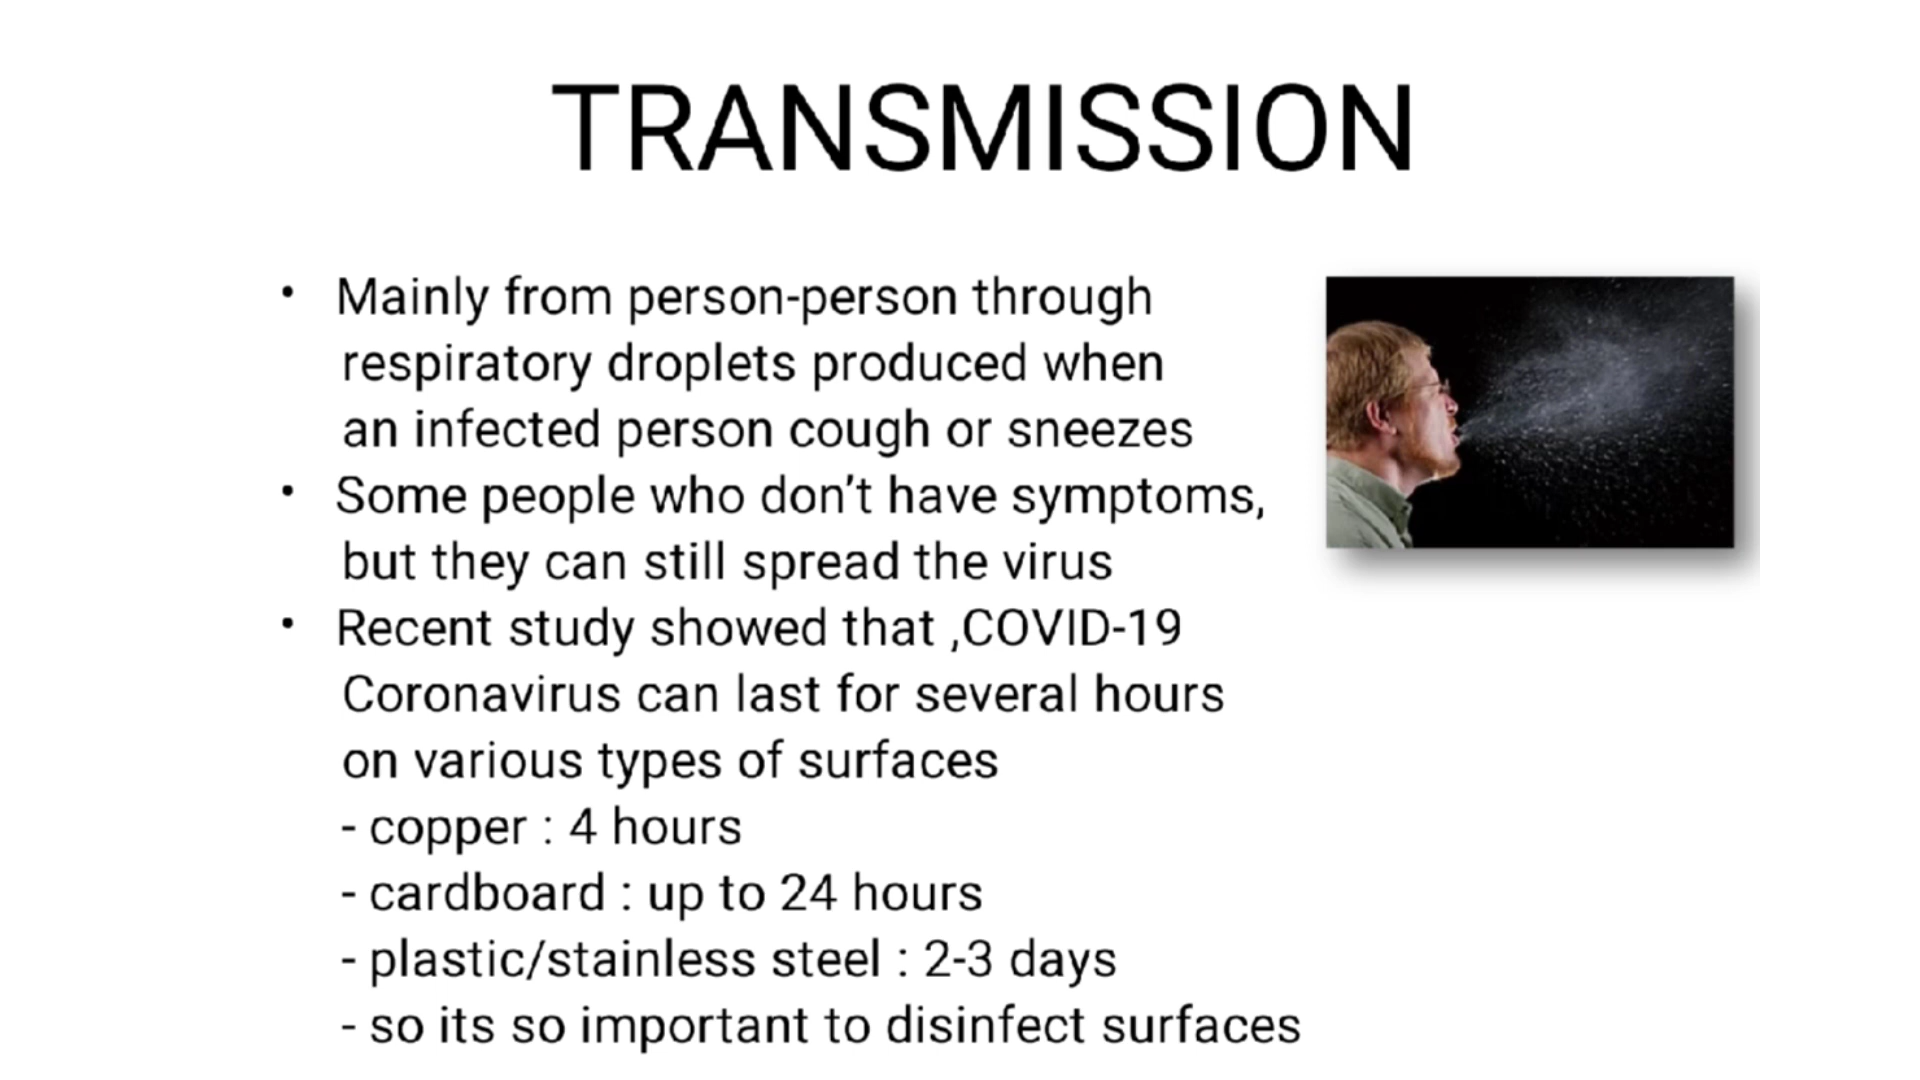 TRANSMISSION
• Mainly from person-person through
respiratory droplets produced when
an infected person cough or sneezes
• Some people who don't have symptoms,
but they can still spread the virus
• Recent study showed that ,COVID-19
Coronavirus can last for several hours
on various types of surfaces
- copper : 4 hours
- cardboard : up to 24 hours
- plastic/stainless steel : 2-3 days
- so its so important to disinfect surfaces